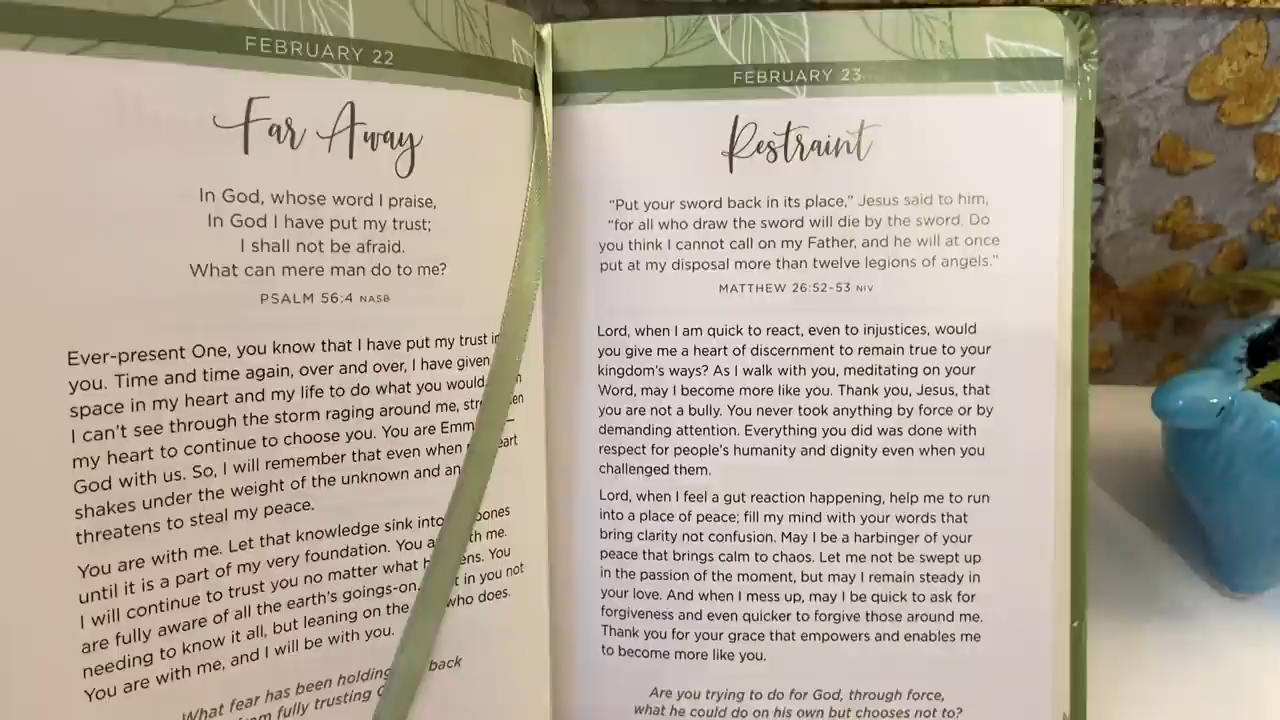 FEBRUARY 22
Far Away
In God, whose word I praise,
In God I have put my trust;
I shall not be afraid.
What can mere man do to me?
PSALM 56:4 NASB
Ever-present One, you know that I have put my trust in
you. Time and time again, over and over, I have given
space in my heart and my life to do what you would.
I can't see through the storm raging around me,
my heart to continue to choose you. You are
God with us. So, I will remember that even when
shakes under the weight of the unknown and
threatens to steal my peace.
You are with me. Let that knowledge sink into bones
until it is a part of my very foundation. You me.
I will continue to trust you no matter what You
are fully aware of all the earth's goings-on. in you not
needing to know it all, but leaning on the who does.
You are with me, and I will be with you.
What fear has been holding back
fully trusting
FEBRUARY 23
Restraint
"Put your sword back in its place," Jesus said to him,
"for all who draw the sword will die by the sword. Do
you think I cannot call on my Father, and he will at once
put at my disposal more than twelve legions of angels."
MATTHEW 26:52-53 NIV
Lord, when I am quick to react, even to injustices, would
you give me a heart of discernment to remain true to your
kingdom's ways? As I walk with you, meditating on your
Word, may I become more like you. Thank you, Jesus, that
you are not a bully. You never took anything by force or by
demanding attention. Everything you did was done with
respect for people's humanity and dignity even when you
challenged them.
Lord, when I feel a gut reaction happening, help me to run
into a place of peace; fill my mind with your words that
bring clarity not confusion. May I be a harbinger of your
peace that brings calm to chaos. Let me not be swept up
in the passion of the moment, but may I remain steady in
your love. And when I mess up, may I be quick to ask for
forgiveness and even quicker to forgive those around me.
Thank you for your grace that empowers and enables me
to become more like you.
Are you trying to do for God, through force,
what he could do on his own but chooses not to?